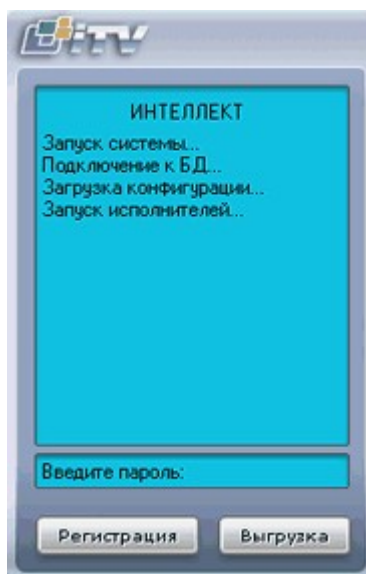 iTV
ИНТЕЛЛЕКТ
Запуск системы...
Подключение к БД...
Загрузка конфигурации...
Запуск исполнителей...
Введите пароль:
Регистрация
Выгрузка